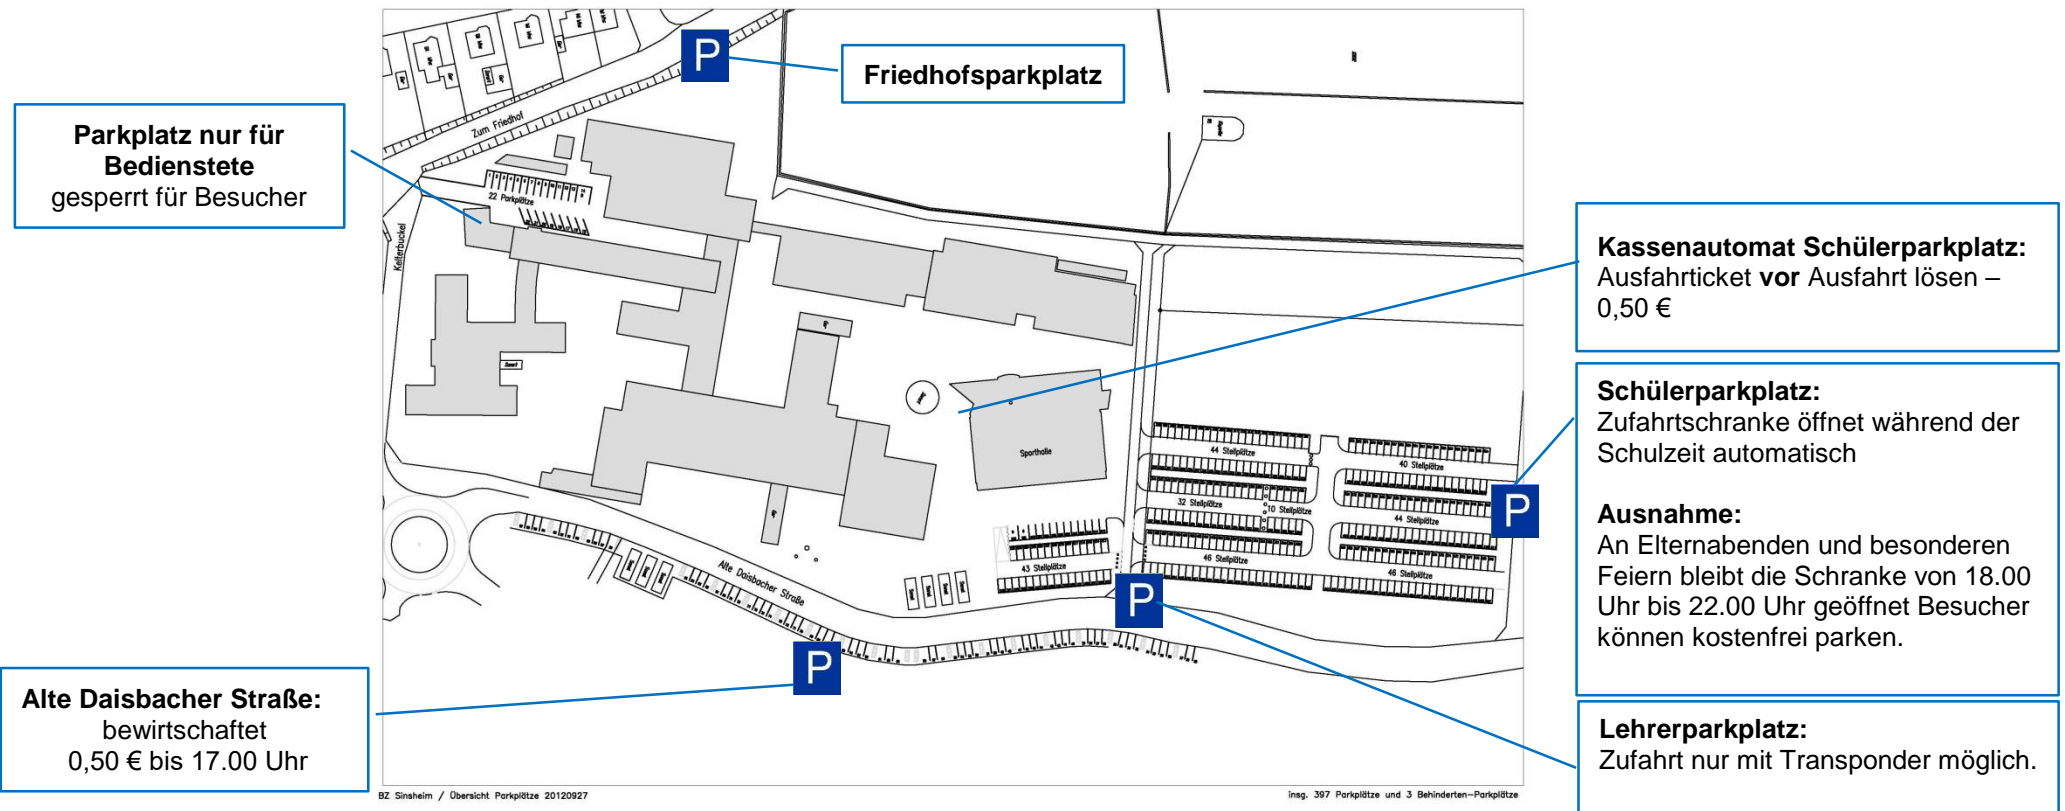 P
Friedhofsparkplatz
Parkplatz nur für
Bedienstete
gesperrt für Besucher
Zum Friedhof
22 Parkplätze
Kelterbuckel
Kassenautomat Schülerparkplatz:
Ausfahrticket vor Ausfahrt lösen –
0,50 €
Schülerparkplatz:
Zufahrtschranke öffnet während der
Schulzeit automatisch
Ausnahme:
An Elternabenden und besonderen
Feiern bleibt die Schranke von 18.00
Uhr bis 22.00 Uhr geöffnet Besucher
können kostenfrei parken.
P
Sporthalle
44 Stellplätze
40 Stellplätze
32 Stellplätze
10 Stellplätze
44 Stellplätze
46 Stellplätze
46 Stellplätze
43 Stellplätze
P
Alte Daisbacher Straße
P
Alte Daisbacher Straße:
bewirtschaftet
0,50 € bis 17.00 Uhr
Lehrerparkplatz:
Zufahrt nur mit Transponder möglich.
BZ Sinsheim / Übersicht Parkplätze 20120927
insg. 397 Parkplätze und 3 Behinderten-Parkplätze